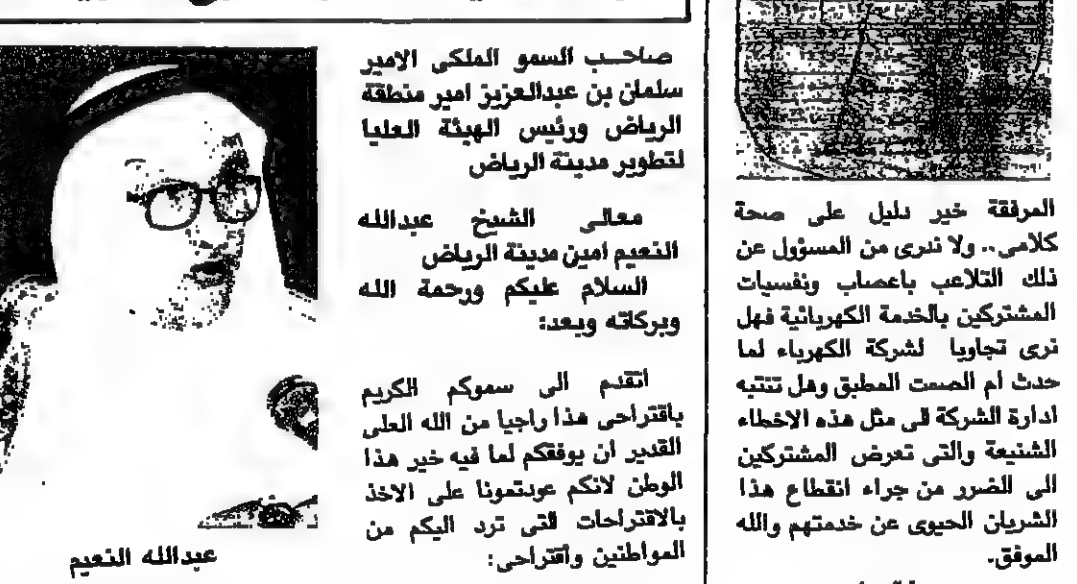 المرفقة خير دليل على صحة
كلامى.. ولا ندرى من المسؤول عن
ذلك التلاعب باعصاب ونفسيات
المشتركين بالخدمة الكهربائية فهل
نرى تجاوبا لشركة الكهرباء لما
حدث أم الصمت المطبق وهل تنتبه
ادارة الشركة فى مثل هذه الاخطاء
الشنيعة والتى تعرض المشتركين
الى الضرر من جراء انقطاع هذا
الشريان الحيوى عن خدمتهم والله
الموفق.
صاحب السمو الملكى الامير
سلمان بن عبدالعزيز امير منطقة
الرياض ورئيس الهيئة العليا
لتطوير مدينة الرياض
معالى الشيخ عبدالله
النعيم امين مدينة الرياض
السلام عليكم ورحمة الله
وبركاته وبعد:
اتقدم الى سموكم الكريم
باقتراحى هذا راجيا من الله العلى
القدير ان يوفقكم لما فيه خير هذا
الوطن لانكم عودتمونا على الاخذ
بالاقتراحات التى ترد اليكم من
المواطنين وأقتراحى:
عبدالله النعيم